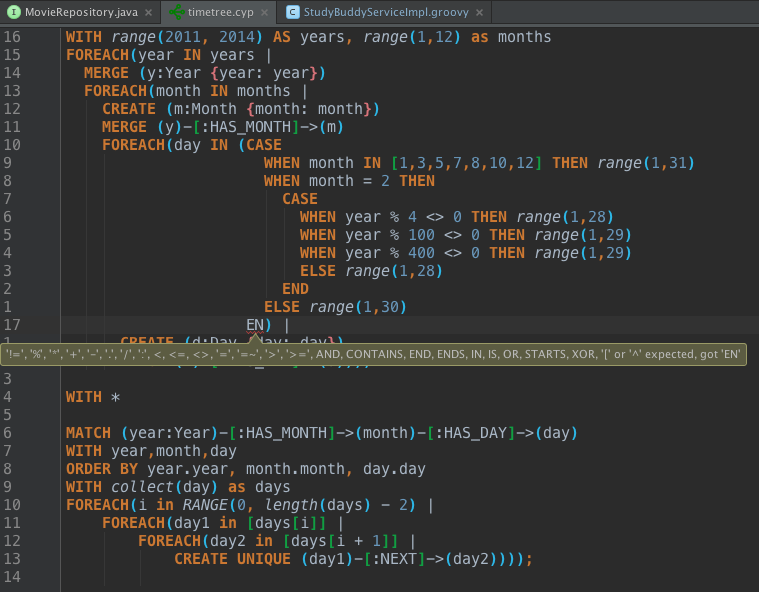 MovieRepository.java × timetree.cyp × StudyBuddyServiceImpl.groovy ×
16 WITH range(2011, 2014) AS years, range(1,12) as months
15 FOREACH(year IN years |
14 MERGE (y:Year {year: year})
13 FOREACH(month IN months |
12 CREATE (m:Month {month: month})
11 MERGE (y)-[:HAS_MONTH]->(m)
10 FOREACH(day IN (CASE
9 WHEN month IN [1,3,5,7,8,10,12] THEN range(1,31)
8 WHEN month = 2 THEN
7 CASE
6 WHEN year % 4 <> 0 THEN range(1,28)
5 WHEN year % 100 <> 0 THEN range(1,29)
4 WHEN year % 400 <> 0 THEN range(1,29)
3 ELSE range(1,28)
2 END
1 ELSE range(1,30)
17 EN) |
1 CREATE (d:Day {day: day})
'!=', '%', '*', '+', '-', '.', '/', ':', <, <=, <>, '=', '=~', '>', '>=', AND, CONTAINS, END, ENDS, IN, IS, OR, STARTS, XOR, '[' or '^' expected, got 'EN'
3
4 WITH *
5
6 MATCH (year:Year)-[:HAS_MONTH]->(month)-[:HAS_DAY]->(day)
7 WITH year,month,day
8 ORDER BY year.year, month.month, day.day
9 WITH collect(day) as days
10 FOREACH(i in RANGE(0, length(days) - 2) |
11 FOREACH(day1 in [days[i]] |
12 FOREACH(day2 in [days[i + 1]] |
13 CREATE UNIQUE (day1)-[:NEXT]->(day2))));
14